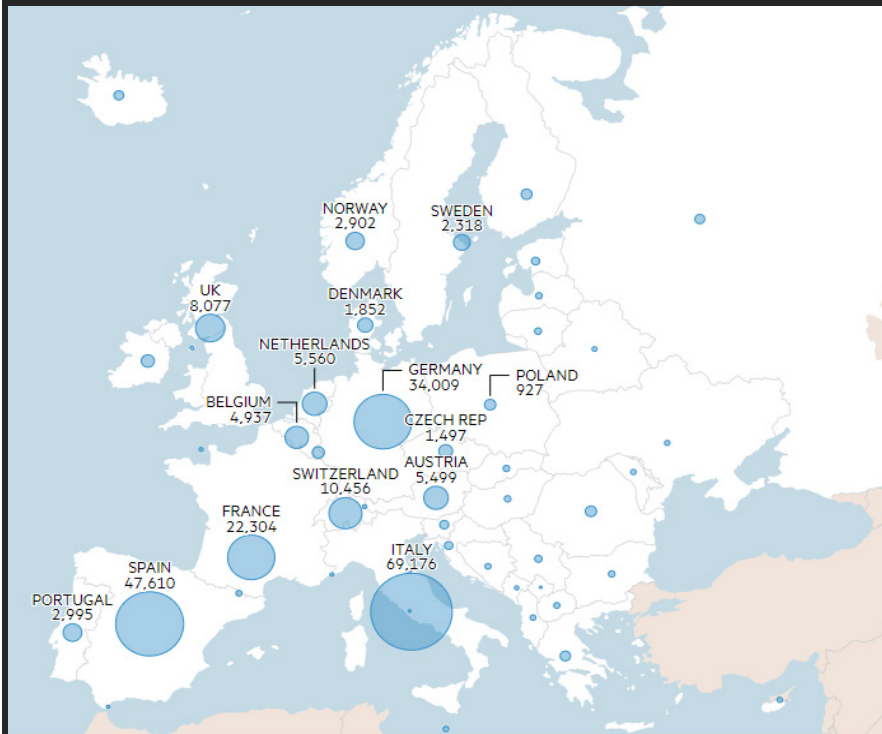 NORWAY
2,902
SWEDEN
2,318
UK
8,077
DENMARK
1,852
NETHERLANDS
5,560
GERMANY
34,009
POLAND
927
BELGIUM
4,937
CZECH REP
1,497
SWITZERLAND
10,456
AUSTRIA
5,499
FRANCE
22,304
ITALY
69,176
SPAIN
47,610
PORTUGAL
2,995